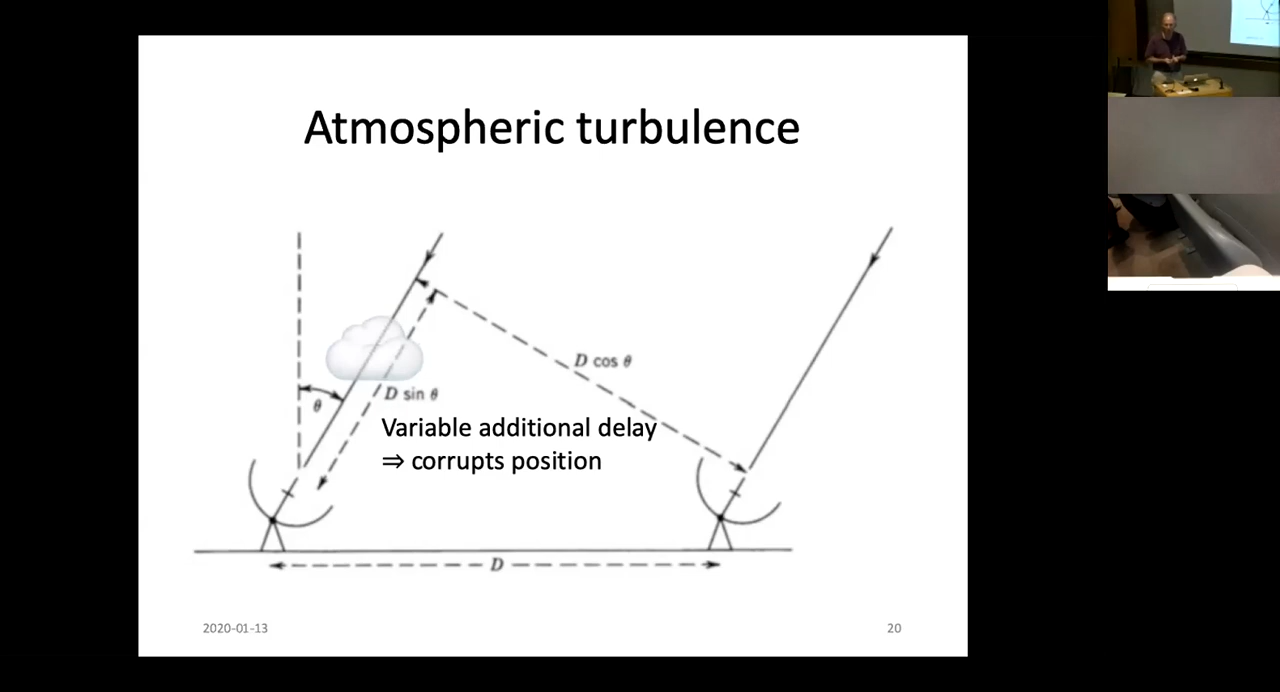 Atmospheric turbulence
D cos θ
D sin θ
θ
Variable additional delay
⇒ corrupts position
D
2020-01-13
20